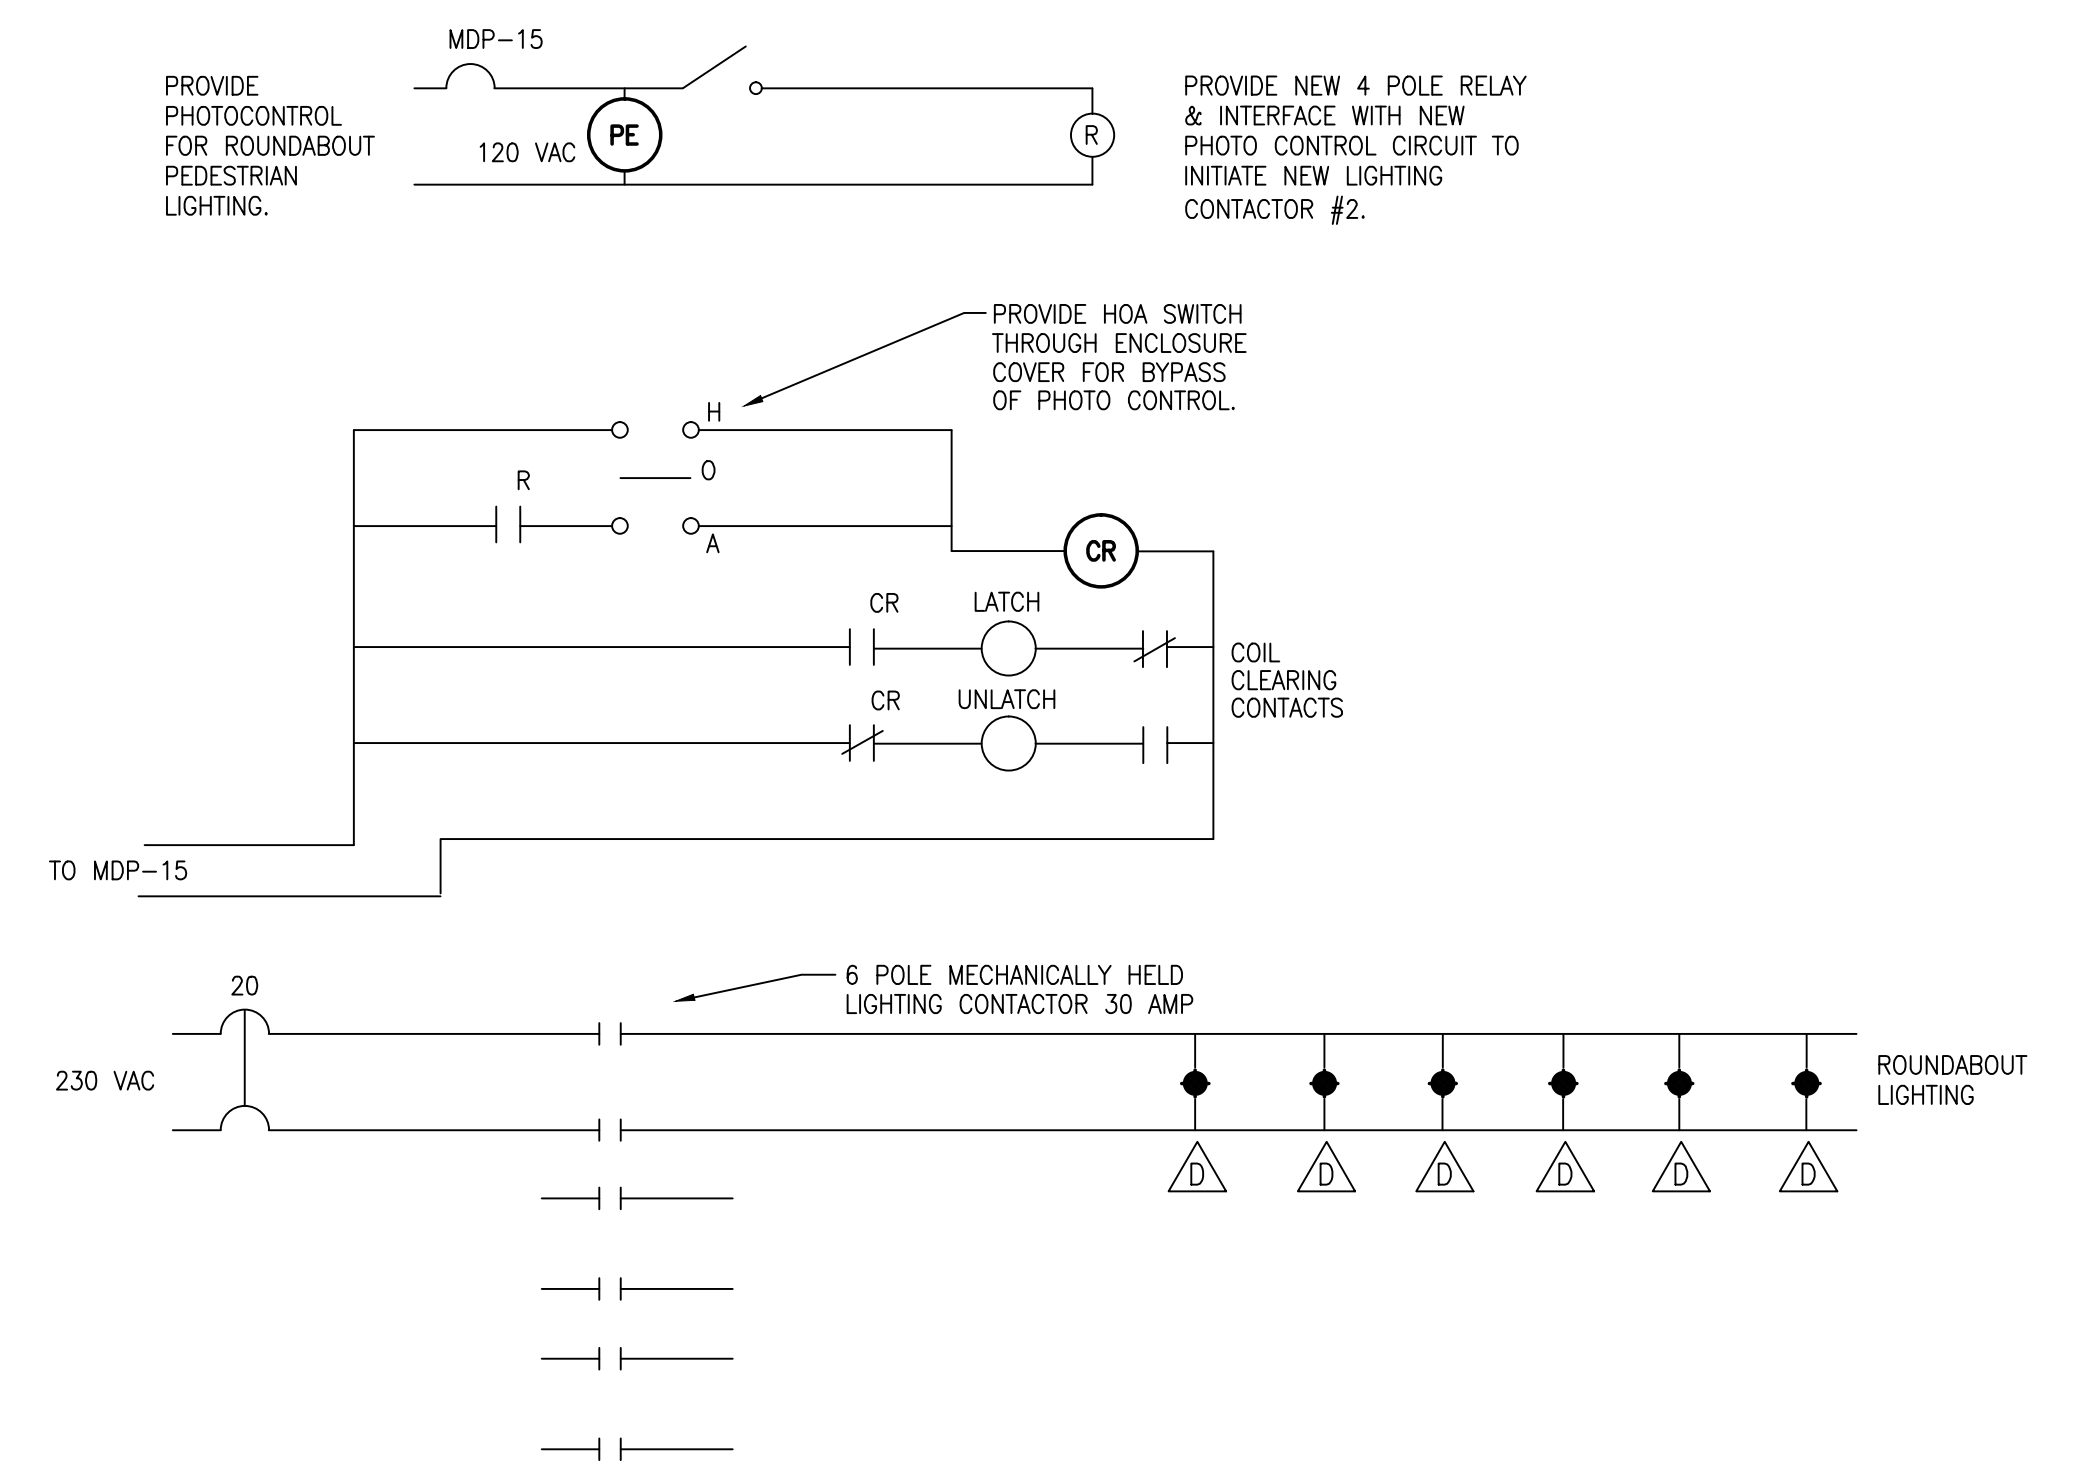 MDP-15
PROVIDE
PHOTOCONTROL
FOR ROUNDABOUT
PEDESTRIAN
LIGHTING.
120 VAC
PE
R
PROVIDE NEW 4 POLE RELAY
& INTERFACE WITH NEW
PHOTO CONTROL CIRCUIT TO
INITIATE NEW LIGHTING
CONTACTOR #2.
PROVIDE HOA SWITCH
THROUGH ENCLOSURE
COVER FOR BYPASS
OF PHOTO CONTROL.
H
O
R
A
CR
CR
LATCH
COIL
CLEARING
CONTACTS
CR
UNLATCH
TO MDP-15
6 POLE MECHANICALLY HELD
LIGHTING CONTACTOR 30 AMP
20
230 VAC
ROUNDABOUT
LIGHTING
D
D
D
D
D
D